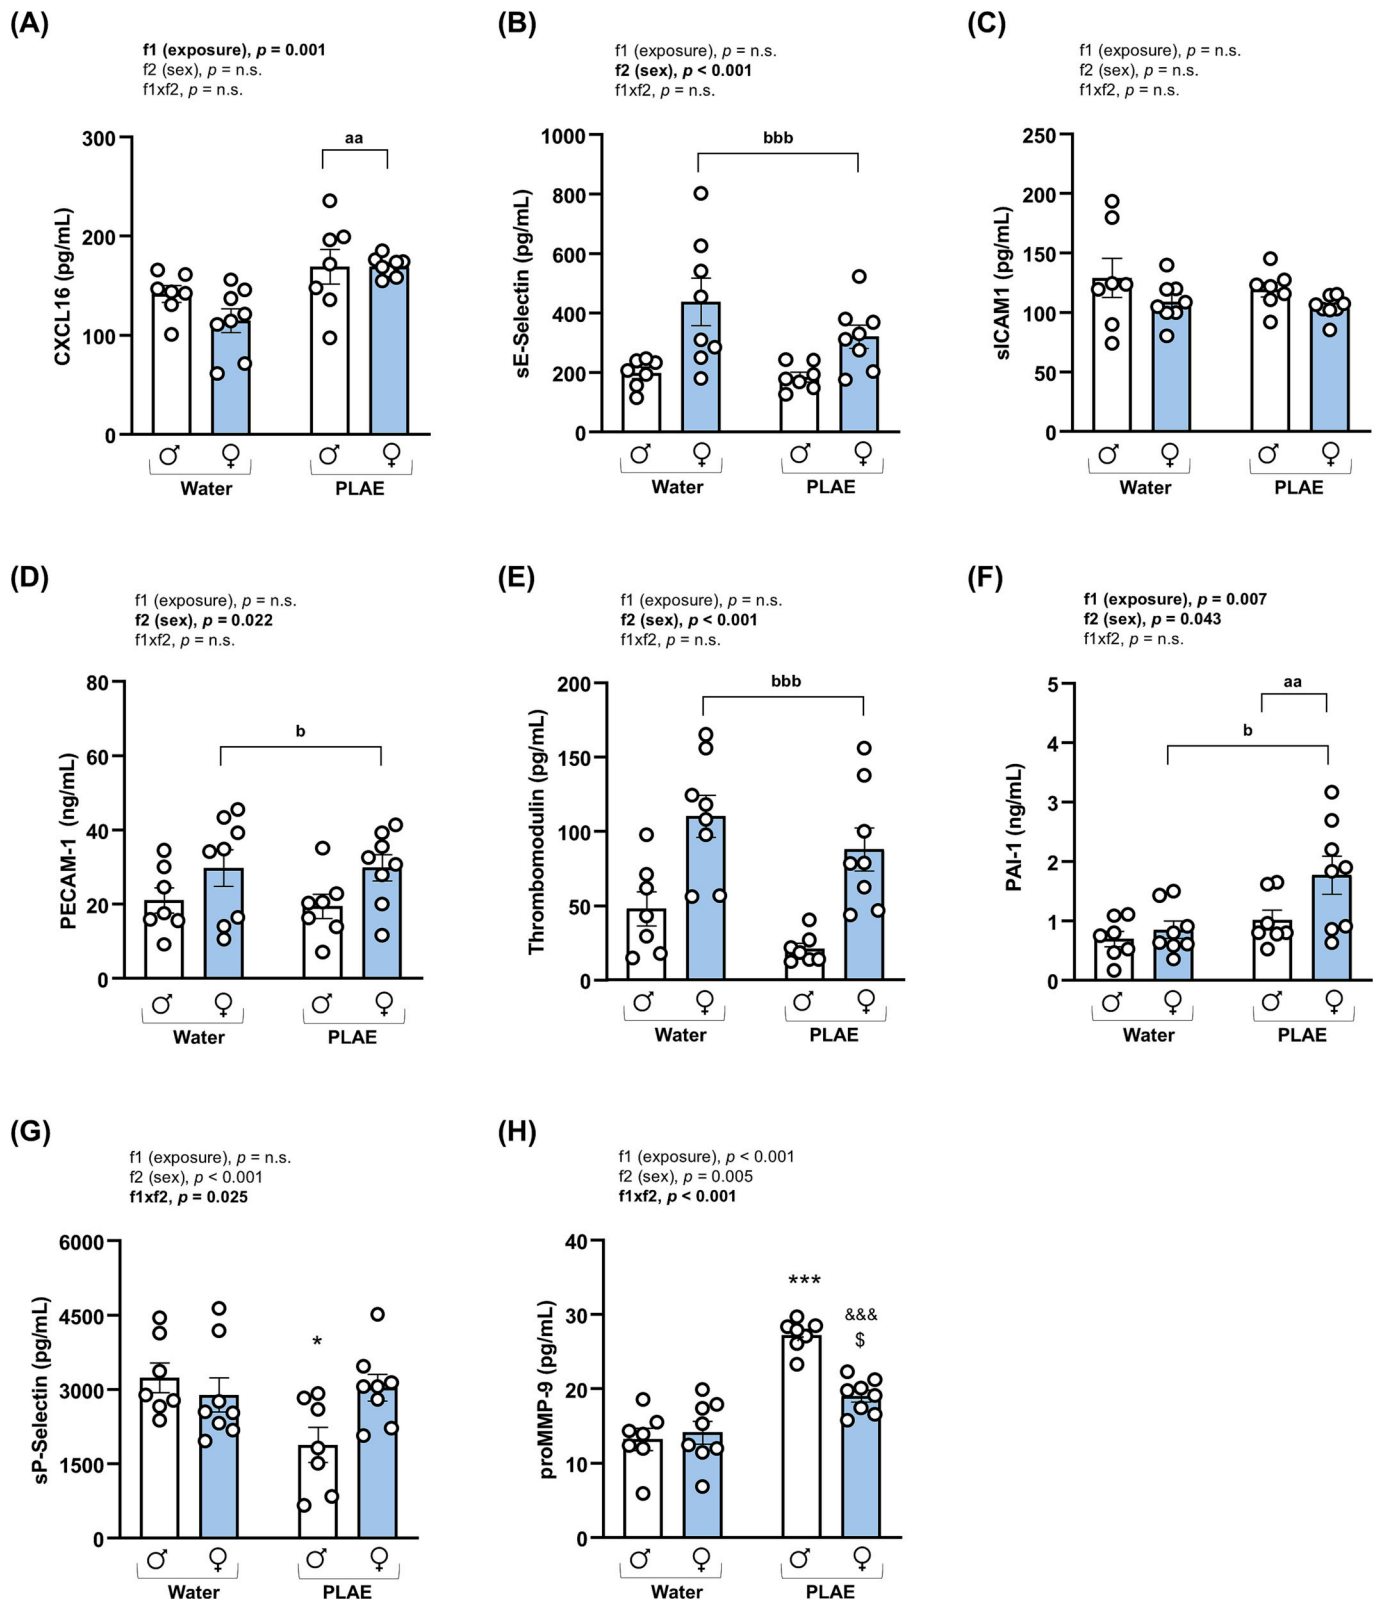 (A)
f1 (exposure), p = 0.001
f2 (sex), p = n.s.
f1xf2, p = n.s.
300
200
100
0
CXCL16 (pg/mL)
aa
♂ ♀ ♂ ♀
Water PLAE
(B)
f1 (exposure), p = n.s.
f2 (sex), p < 0.001
f1xf2, p = n.s.
1000
800
600
400
200
0
sE-Selectin (pg/mL)
bbb
♂ ♀ ♂ ♀
Water PLAE
(C)
f1 (exposure), p = n.s.
f2 (sex), p = n.s.
f1xf2, p = n.s.
250
200
150
100
50
0
sICAM1 (pg/mL)
♂ ♀ ♂ ♀
Water PLAE
(D)
f1 (exposure), p = n.s.
f2 (sex), p = 0.022
f1xf2, p = n.s.
80
60
40
20
0
PECAM-1 (ng/mL)
b
♂ ♀ ♂ ♀
Water PLAE
(E)
f1 (exposure), p = n.s.
f2 (sex), p < 0.001
f1xf2, p = n.s.
200
150
100
50
0
Thrombomodulin (pg/mL)
bbb
♂ ♀ ♂ ♀
Water PLAE
(F)
f1 (exposure), p = 0.007
f2 (sex), p = 0.043
f1xf2, p = n.s.
5
4
3
2
1
0
PAI-1 (ng/mL)
aa
b
♂ ♀ ♂ ♀
Water PLAE
(G)
f1 (exposure), p = n.s.
f2 (sex), p < 0.001
f1xf2, p = 0.025
6000
4500
3000
1500
0
sP-Selectin (pg/mL)
*
♂ ♀ ♂ ♀
Water PLAE
(H)
f1 (exposure), p < 0.001
f2 (sex), p = 0.005
f1xf2, p < 0.001
40
30
20
10
0
proMMP-9 (pg/mL)
***
&&&
$
♂ ♀ ♂ ♀
Water PLAE